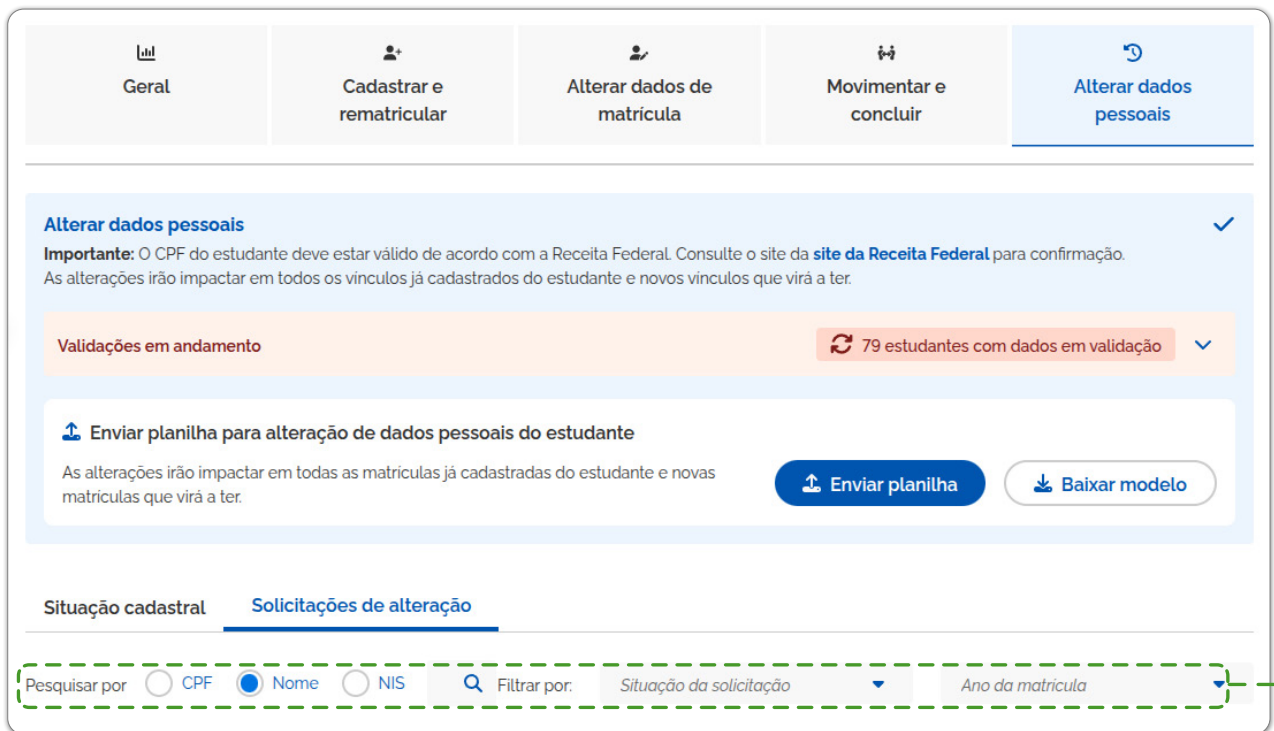 Geral
Cadastrar e
rematricular
Alterar dados de
matrícula
Movimentar e
concluir
Alterar dados
pessoais
Alterar dados pessoais
Importante: O CPF do estudante deve estar válido de acordo com a Receita Federal. Consulte o site da site da Receita Federal para confirmação.
As alterações irão impactar em todos os vínculos já cadastrados do estudante e novos vínculos que virá a ter.
Validações em andamento
79 estudantes com dados em validação
Enviar planilha para alteração de dados pessoais do estudante
As alterações irão impactar em todas as matrículas já cadastradas do estudante e novas
matrículas que virá a ter.
Enviar planilha
Baixar modelo
Situação cadastral
Solicitações de alteração
Pesquisar por CPF Nome NIS Filtrar por: Situação da solicitação Ano da matrícula